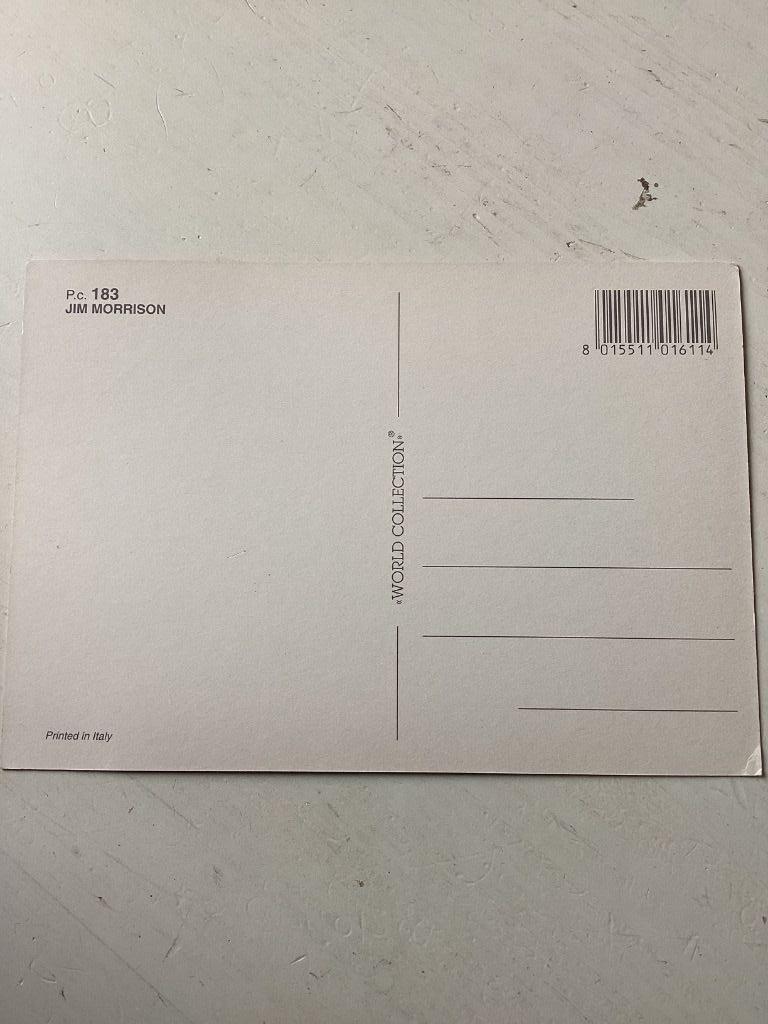 P.c. 183
JIM MORRISON
8 015511 016114
«WORLD COLLECTION»®
Printed in Italy